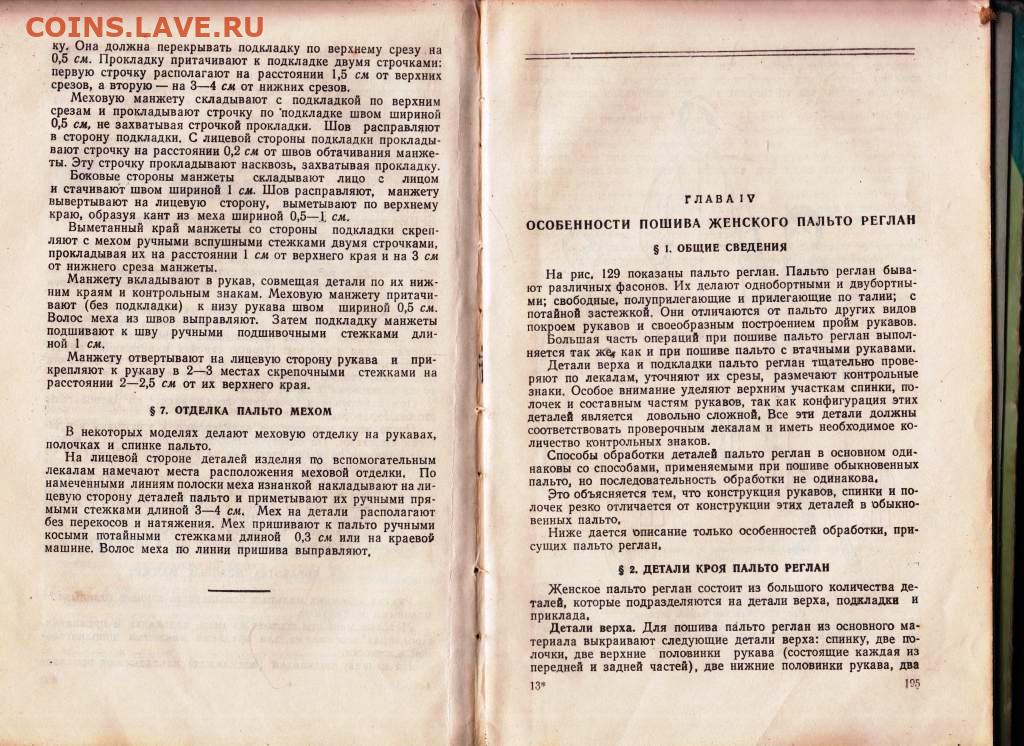 COINS.LAVE.RU
ку. Она должна перекрывать подкладку по верхнему срезу на
0,5 см. Прокладку притачивают к подкладке двумя строчками:
первую строчку располагают на расстоянии 1,5 см от верхних
срезов, а вторую — на 3—4 см от нижних срезов.
Меховую манжету складывают с подкладкой по верхним
срезам и прокладывают строчку по подкладке швом шириной
0,5 см, не захватывая строчкой прокладки. Шов расправляют
в сторону подкладки. С лицевой стороны подкладки проклады-
вают строчку на расстоянии 0,2 см от швов обтачивания манже-
ты. Эту строчку прокладывают насквозь, захватывая прокладку.
Боковые стороны манжеты складывают лицо с лицом
и стачивают швом шириной 1 см. Шов расправляют, манжету
вывертывают на лицевую сторону, выметывают по верхнему
краю, образуя кант из меха шириной 0,5—1 см.
Выметанный край манжеты со стороны подкладки скреп-
ляют с мехом ручными вспушными стежками двумя строчками,
прокладывая их на расстоянии 1 см от верхнего края и на 3 см
от нижнего среза манжеты.
Манжету вкладывают в рукав, совмещая детали по их ниж-
ним краям и контрольным знакам. Меховую манжету притачи-
вают (без подкладки) к низу рукава швом шириной 0,5 см.
Волос меха из швов выправляют. Затем подкладку манжеты
подшивают к шву ручными подшивочными стежками дли-
ной 1 см.
Манжету отвертывают на лицевую сторону рукава и при-
крепляют к рукаву в 2—3 местах скрепочными стежками на
расстоянии 2—2,5 см от их верхнего края.
§ 7. ОТДЕЛКА ПАЛЬТО МЕХОМ
В некоторых моделях делают меховую отделку на рукавах,
полочках и спинке пальто.
На лицевой стороне деталей изделия по вспомогательным
лекалам намечают места расположения меховой отделки. По
намеченным линиям полоски меха изнанкой накладывают на ли-
цевую сторону деталей пальто и приметывают их ручными пря-
мыми стежками длиной 3—4 см. Мех на детали располагают
без перекосов и натяжения. Мех пришивают к пальто ручными
косыми потайными стежками длиной 0,3 см или на краевой
машине. Волос меха по линии пришива выправляют.
ГЛАВА IV
ОСОБЕННОСТИ ПОШИВА ЖЕНСКОГО ПАЛЬТО РЕГЛАН
§ 1. ОБЩИЕ СВЕДЕНИЯ
На рис. 129 показаны пальто реглан. Пальто реглан быва-
ют различных фасонов. Их делают однобортными и двубортны-
ми; свободные, полуприлегающие и прилегающие по талии; с
потайной застежкой. Они отличаются от пальто других видов
покроем рукавов и своеобразным построением пройм рукавов.
Большая часть операций при пошиве пальто реглан выпол-
няется так же, как и при пошиве пальто с втачными рукавами.
Детали верха и подкладки пальто реглан тщательно прове-
ряют по лекалам, уточняют их срезы, размечают контрольные
знаки. Особое внимание уделяют верхним участкам спинки, по-
лочек и составным частям рукавов, так как конфигурация этих
деталей является довольно сложной. Все эти детали должны
соответствовать проверочным лекалам и иметь необходимое ко-
личество контрольных знаков.
Способы обработки деталей пальто реглан в основном оди-
наковы со способами, применяемыми при пошиве обыкновенных
пальто, но последовательность обработки не одинакова.
Это объясняется тем, что конструкция рукавов, спинки и по-
лочек резко отличается от конструкции этих деталей в обыкно-
венных пальто.
Ниже дается описание только особенностей обработки, при-
сущих пальто реглан.
§ 2. ДЕТАЛИ КРОЯ ПАЛЬТО РЕГЛАН
Женское пальто реглан состоит из большого количества де-
талей, которые подразделяются на детали верха, подкладки и
приклада.
Детали верха. Для пошива пальто реглан из основного ма-
териала выкраивают следующие детали верха: спинку, две по-
лочки, две верхние половинки рукава (состоящие каждая из
передней и задней частей), две нижние половинки рукава, два
13* 195